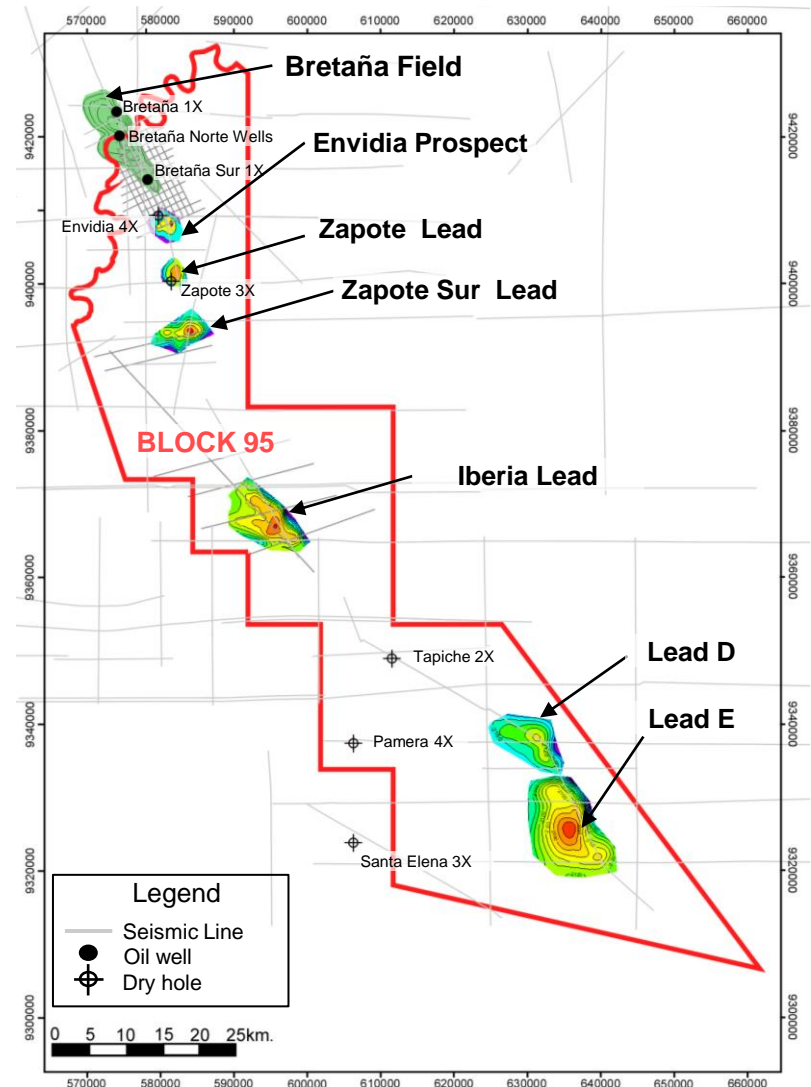 570000 580000 590000 600000 610000 620000 630000 640000 650000 660000
Bretaña Field
Bretaña 1X
9420000
Bretaña Norte Wells
9420000
Envidia Prospect
Bretaña Sur 1X
Envidia 4X
Zapote Lead
9400000
Zapote 3X
9400000
Zapote Sur Lead
9380000
BLOCK 95
9380000
Iberia Lead
9360000
9360000
Tapiche 2X
Lead D
Lead E
9340000
Pamera 4X
9340000
Santa Elena 3X
9320000
9320000
Legend
Seismic Line
Oil well
Dry hole
9300000
9300000
0 5 10 15 20 25km.
570000 580000 590000 600000 610000 620000 630000 640000 650000 660000